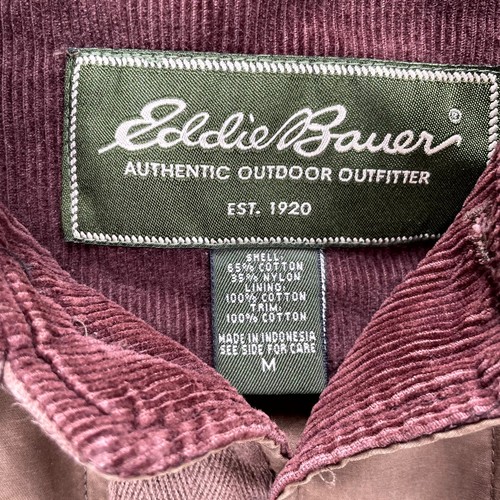 Eddie Bauer®
AUTHENTIC OUTDOOR OUTFITTER
EST. 1920
SHELL:
65% COTTON
35% NYLON
LINING:
100% COTTON
TRIM:
100% COTTON
MADE IN INDONESIA
SEE SIDE FOR CARE
M